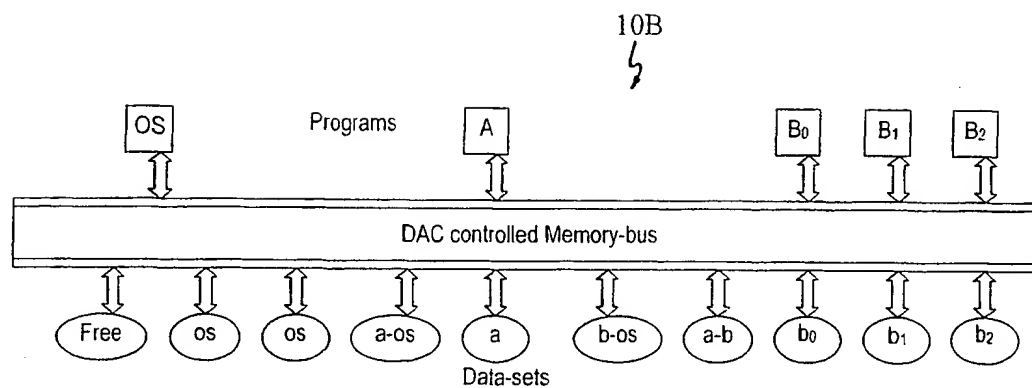 10B
OS Programs A B₀ B₁ B₂
DAC controlled Memory-bus
Free os os a-os a b-os a-b b₀ b₁ b₂
Data-sets